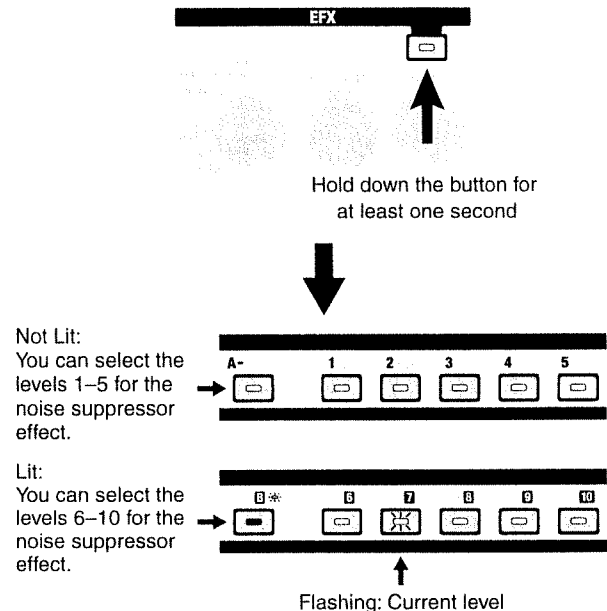 EFX
Hold down the button for
at least one second
Not Lit:
You can select the
levels 1–5 for the
noise suppressor
effect.
A- 1 2 3 4 5
Lit:
You can select the
levels 6–10 for the
noise suppressor
effect.
B 6 7 8 9 10
Flashing: Current level